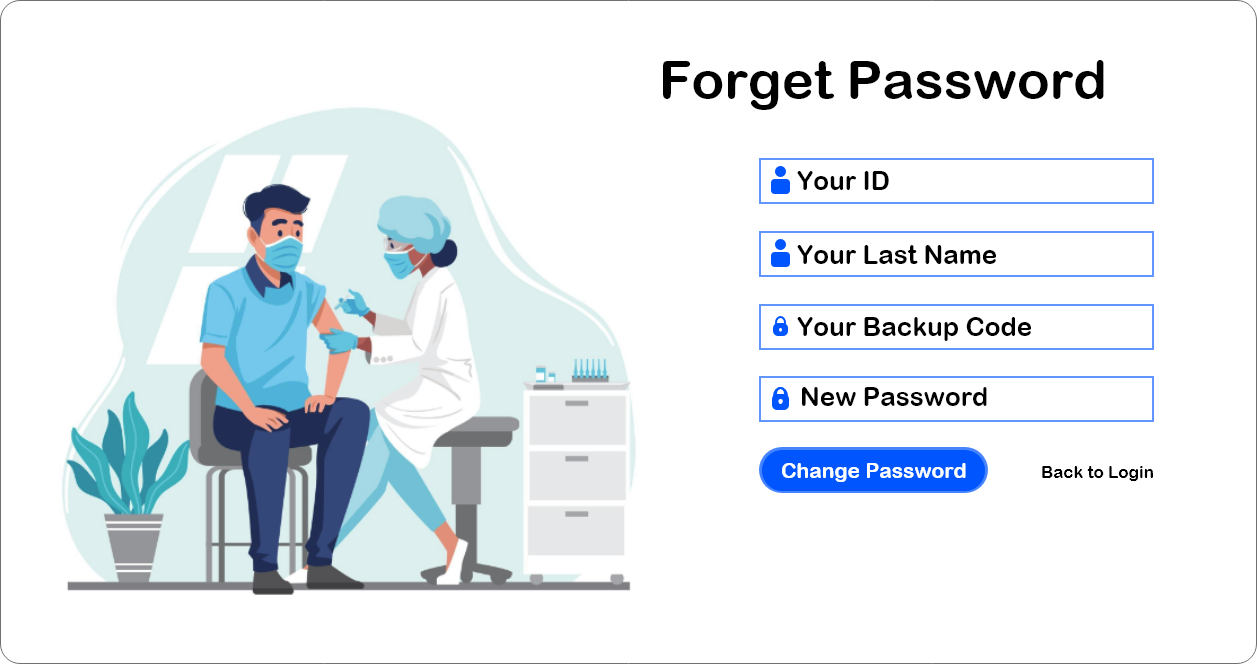 Forget Password
Your ID
Your Last Name
Your Backup Code
New Password
Change Password
Back to Login